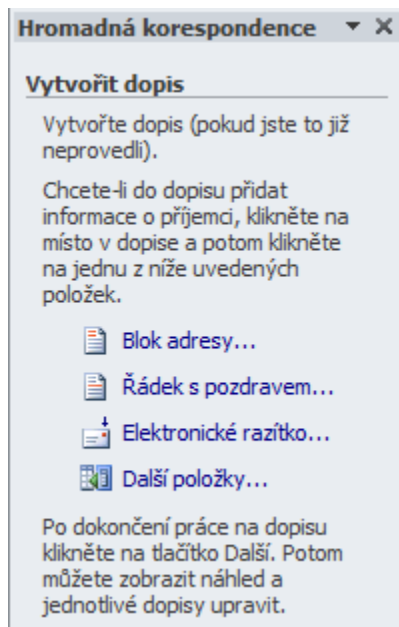 Hromadná korespondence
Vytvořit dopis
Vytvořte dopis (pokud jste to již
neprovedli).
Chcete-li do dopisu přidat
informace o příjemci, klikněte na
místo v dopise a potom klikněte
na jednu z níže uvedených
položek.
Blok adresy...
Řádek s pozdravem...
Elektronické razítko...
Další položky...
Po dokončení práce na dopisu
klikněte na tlačítko Další. Potom
můžete zobrazit náhled a
jednotlivé dopisy upravit.